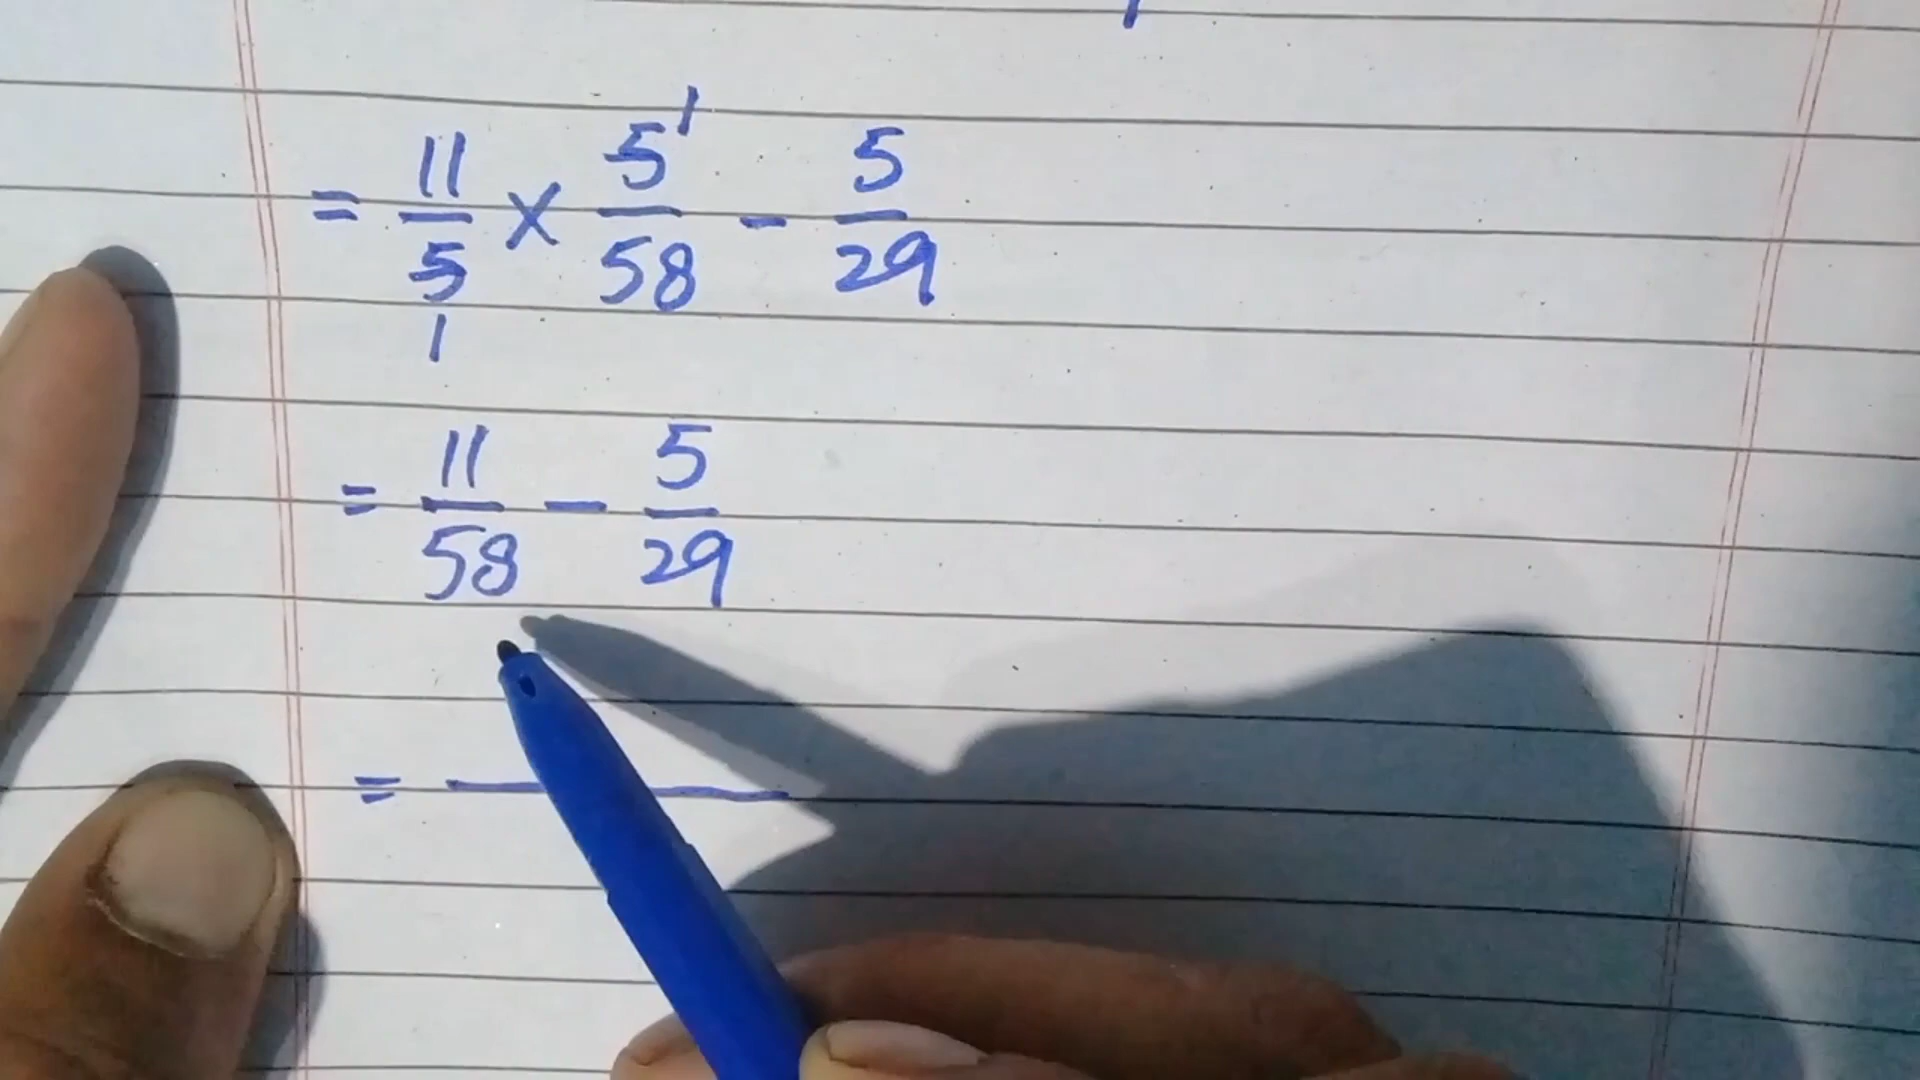 = 11/5 × 5/58 - 5/29
1 1
= 11/58 - 5/29
=